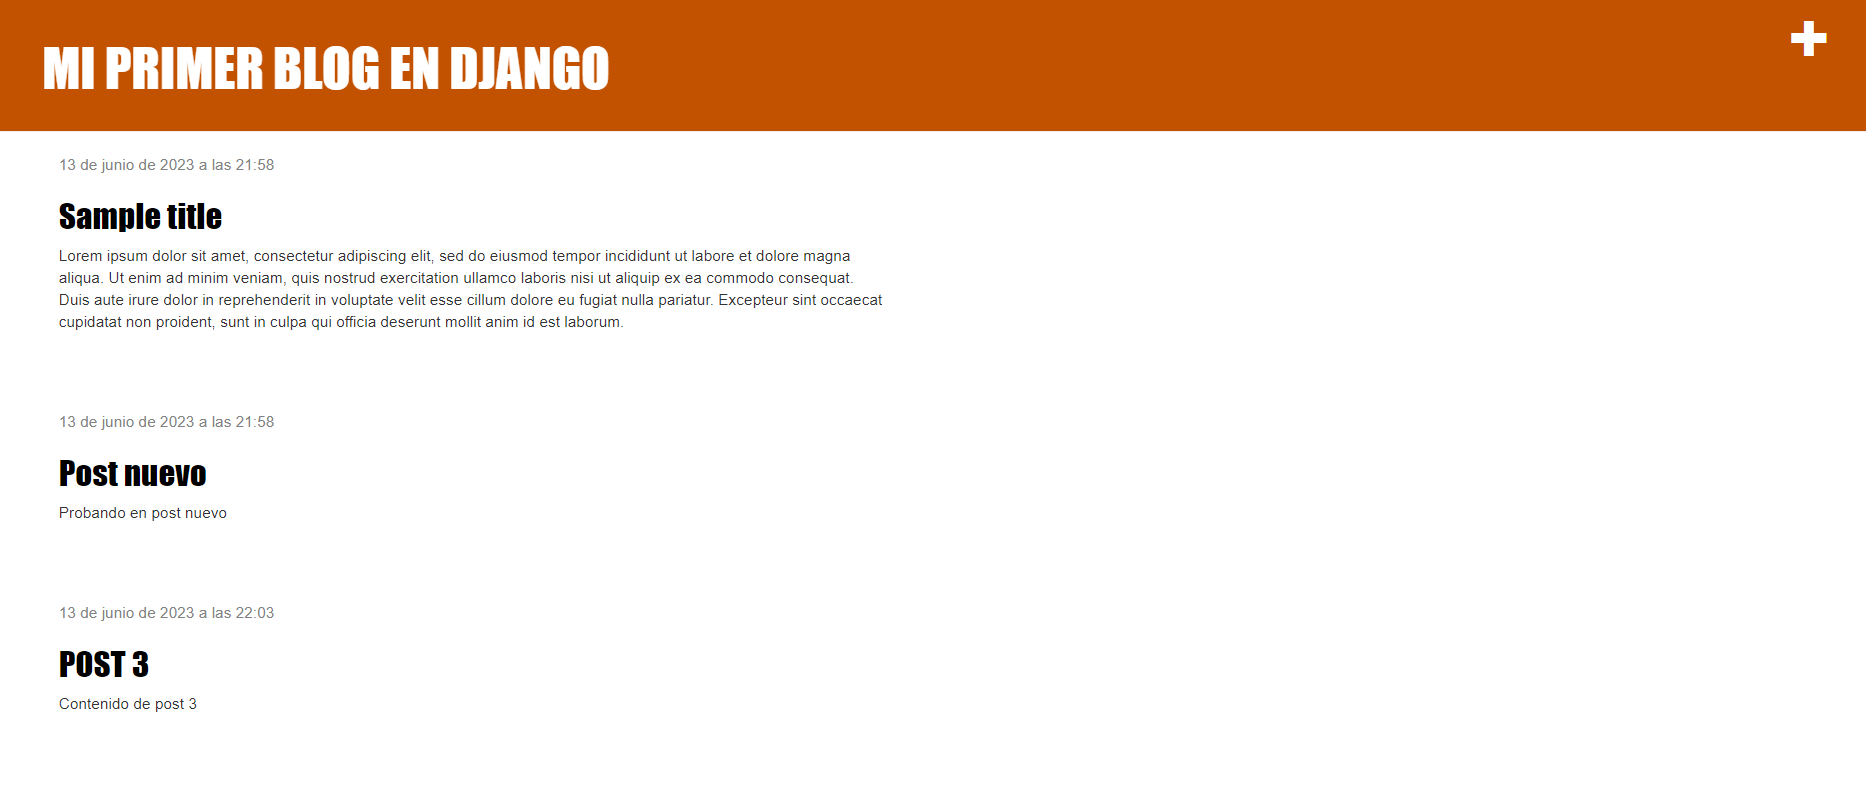 MI PRIMER BLOG EN DJANGO
13 de junio de 2023 a las 21:58
Sample title
Lorem ipsum dolor sit amet, consectetur adipiscing elit, sed do eiusmod tempor incididunt ut labore et dolore magna
aliqua. Ut enim ad minim veniam, quis nostrud exercitation ullamco laboris nisi ut aliquip ex ea commodo consequat.
Duis aute irure dolor in reprehenderit in voluptate velit esse cillum dolore eu fugiat nulla pariatur. Excepteur sint occaecat
cupidatat non proident, sunt in culpa qui officia deserunt mollit anim id est laborum.
13 de junio de 2023 a las 21:58
Post nuevo
Probando en post nuevo
13 de junio de 2023 a las 22:03
POST 3
Contenido de post 3